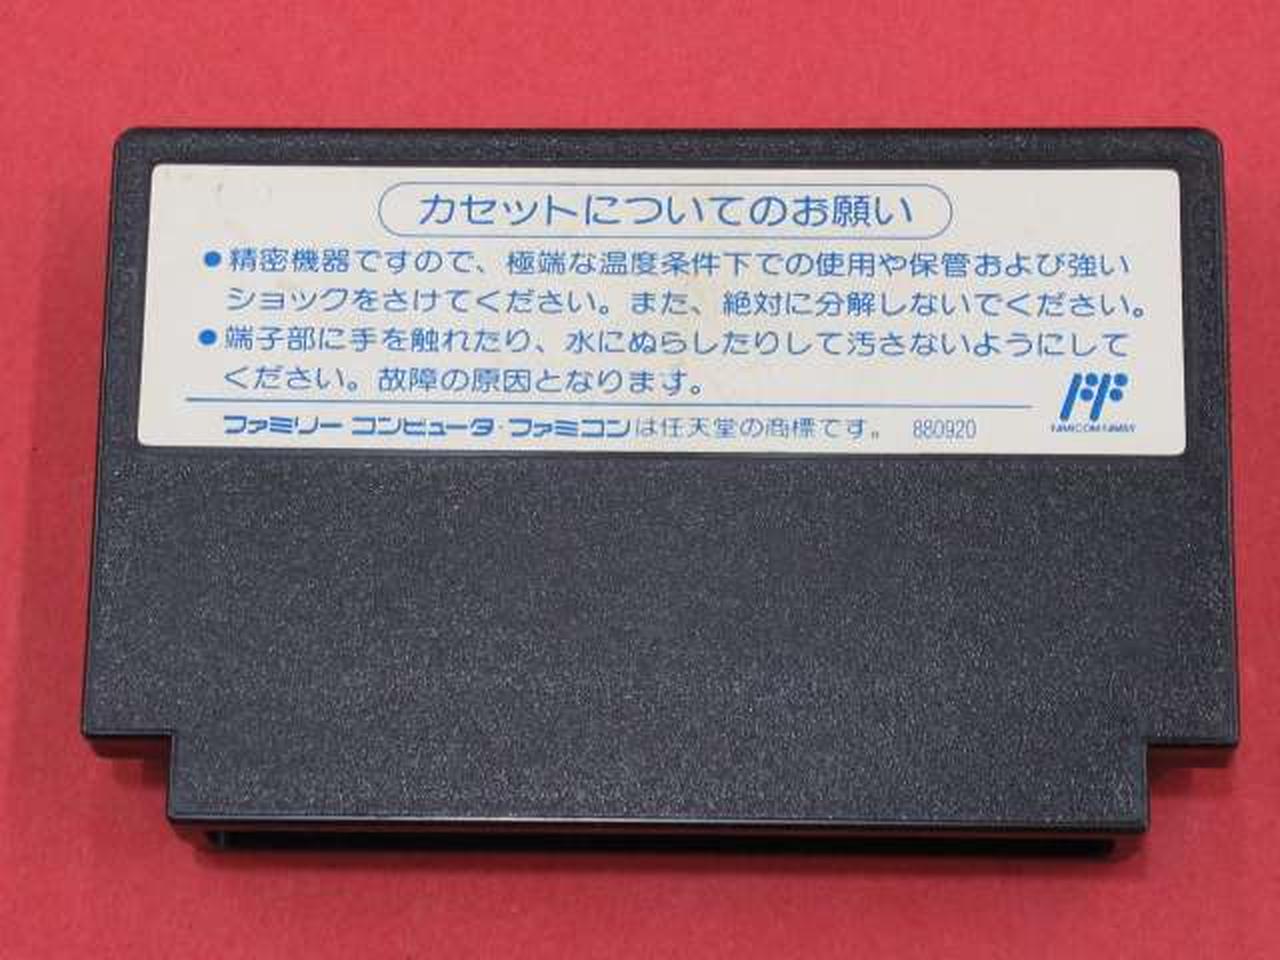 カセットについてのお願い
●精密機器ですので、極端な温度条件下での使用や保管および強い
ショックをさけてください。また、絶対に分解しないでください。
●端子部に手を触れたり、水にぬらしたりして汚さないようにして
ください。故障の原因となります。
ファミリー コンピュータ・ファミコンは任天堂の商標です。 880920
FF
FAMICOM FAMILY